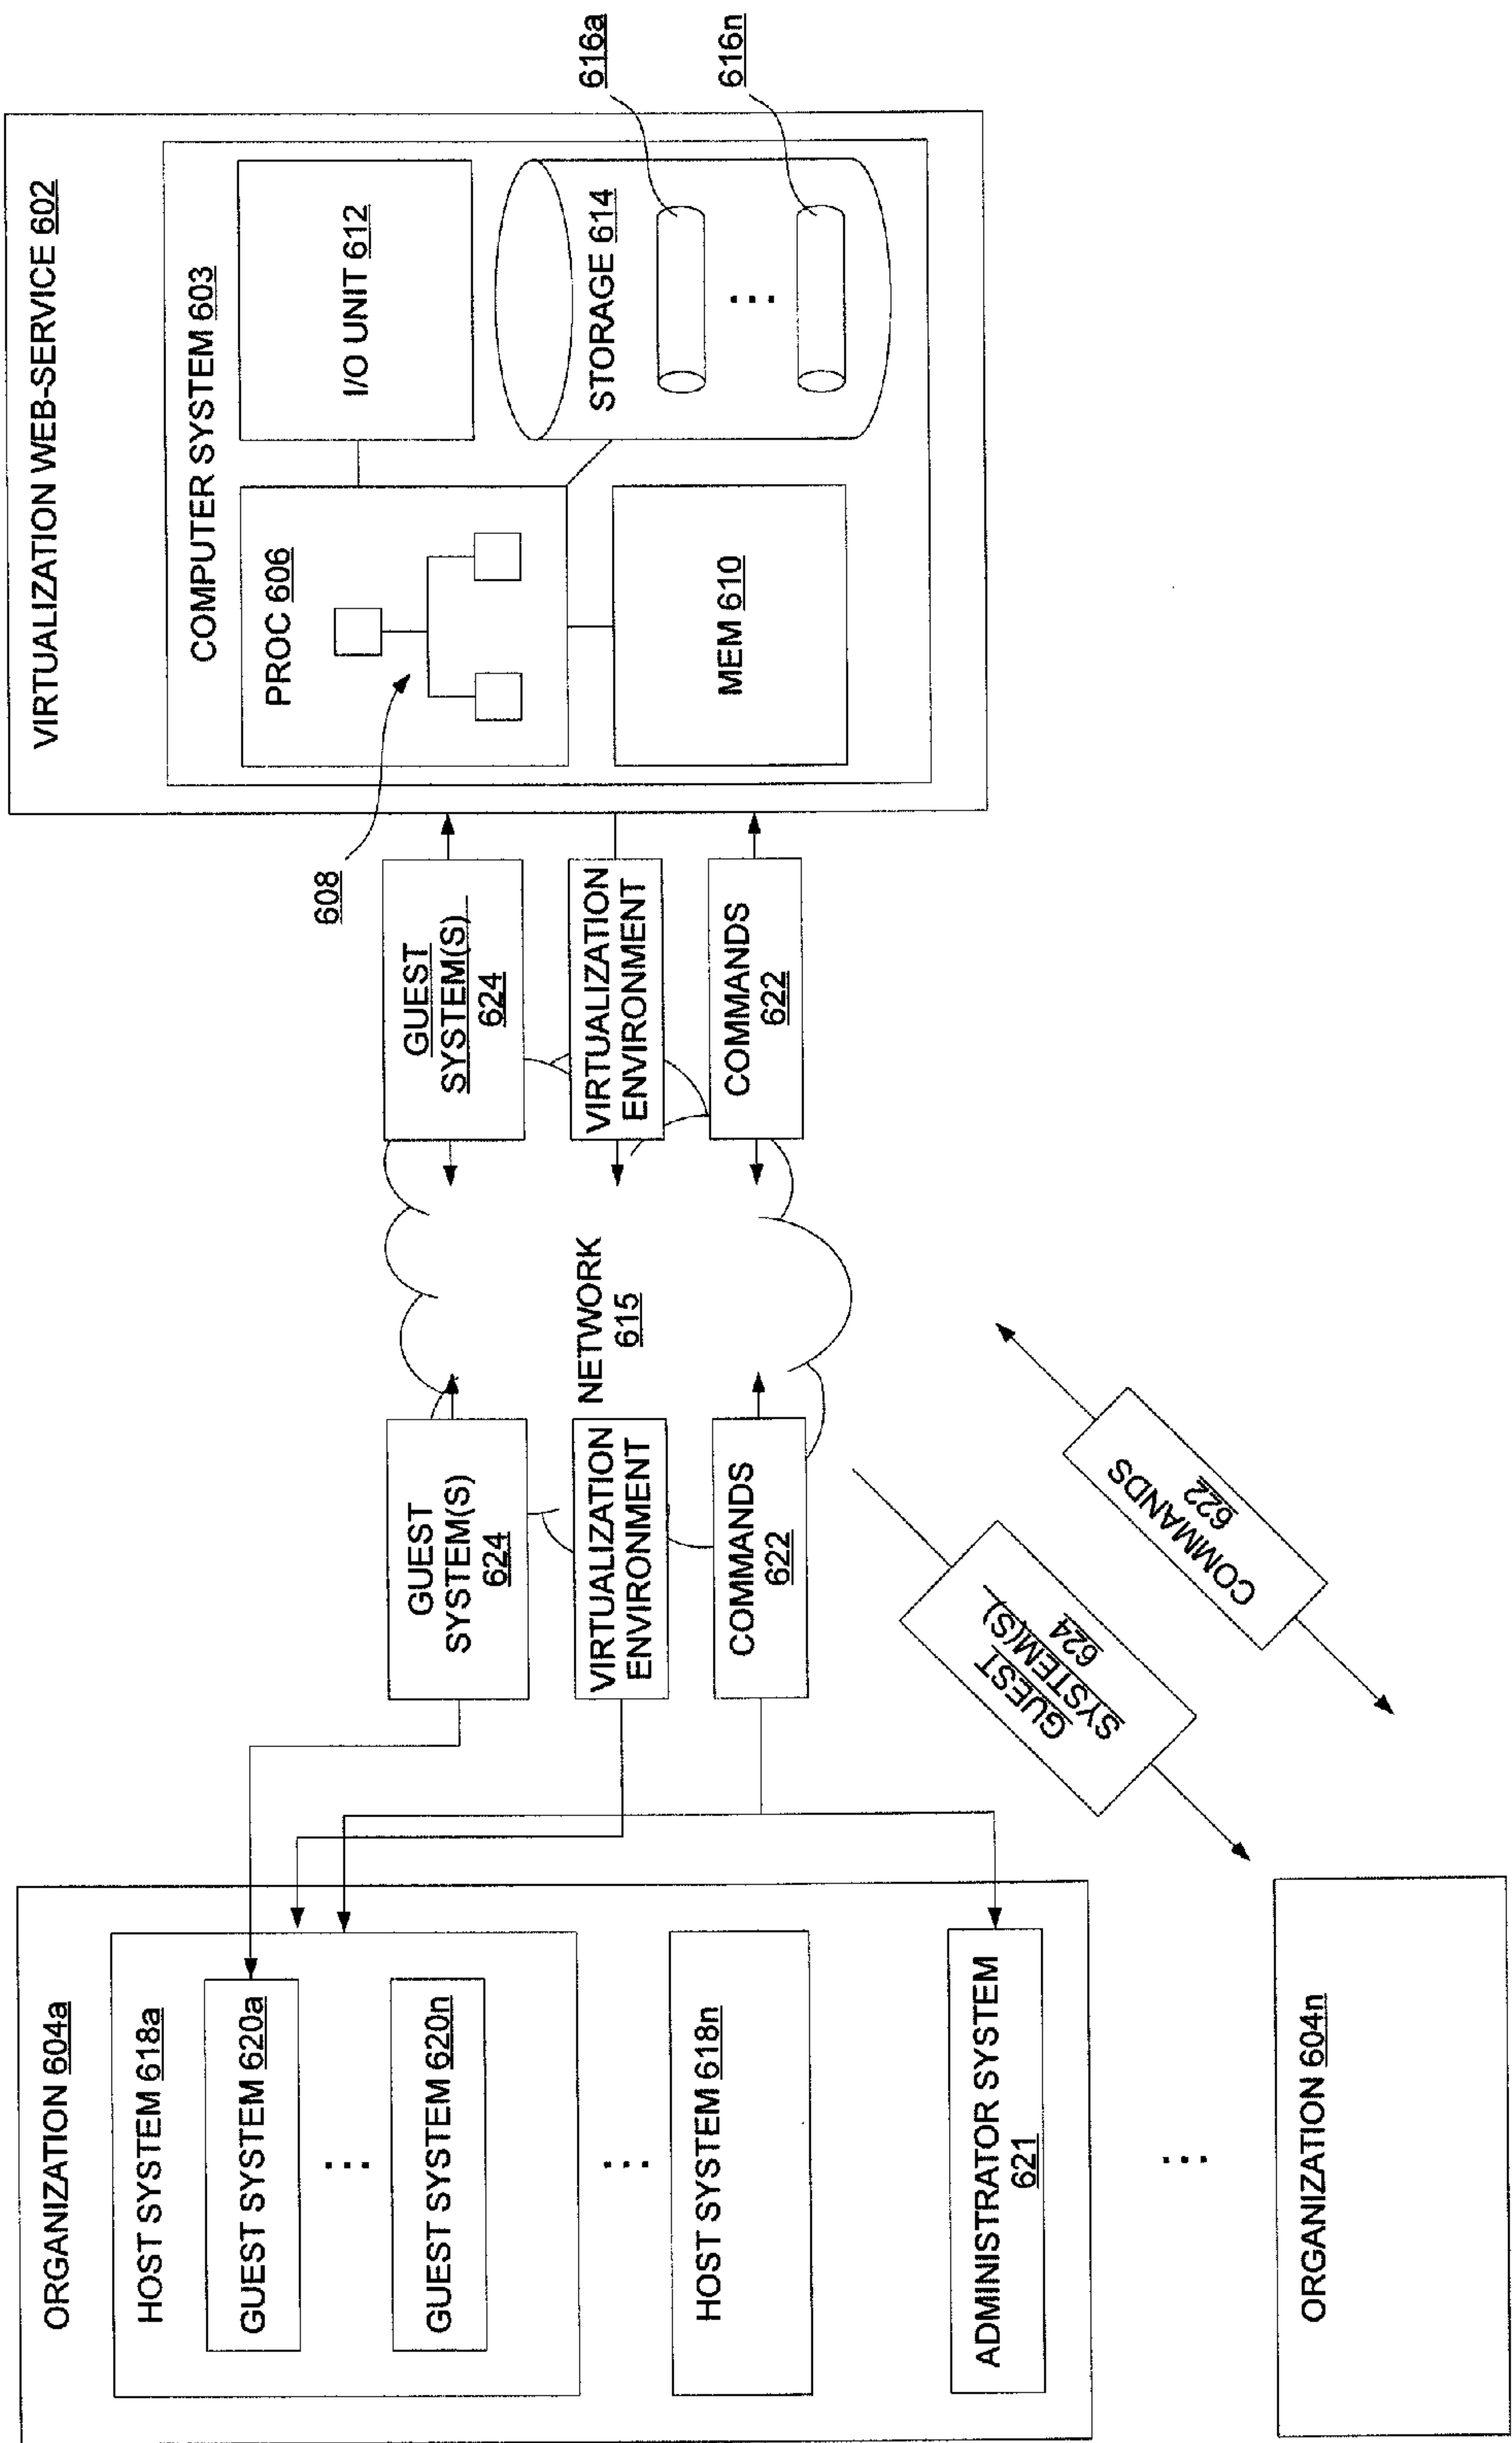 ORGANIZATION 604a
HOST SYSTEM 618a
GUEST SYSTEM 620a
...
GUEST SYSTEM 620n
...
HOST SYSTEM 618n
ADMINISTRATOR SYSTEM
621
...
ORGANIZATION 604n
GUEST
SYSTEM(S)
624
VIRTUALIZATION
ENVIRONMENT
COMMANDS
622
GUEST
SYSTEM(S)
624
COMMANDS
622
NETWORK
615
GUEST
SYSTEM(S)
624
VIRTUALIZATION
ENVIRONMENT
COMMANDS
622
VIRTUALIZATION WEB-SERVICE 602
COMPUTER SYSTEM 603
PROC 606
608
I/O UNIT 612
MEM 610
STORAGE 614
...
616a
616n